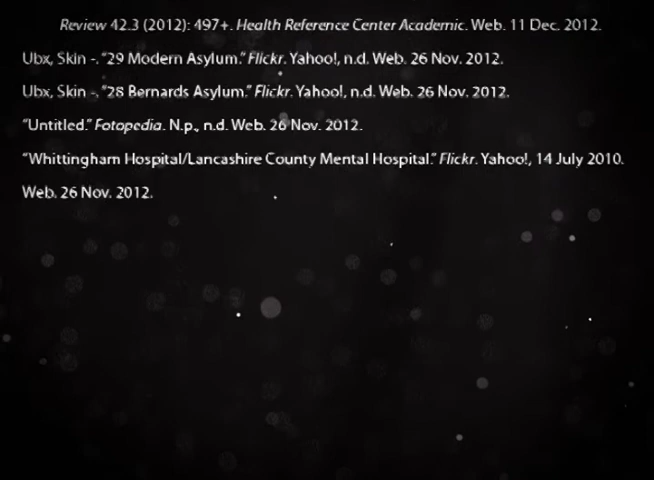 Review 42.3 (2012): 497+. Health Reference Center Academic. Web. 11 Dec. 2012.
Ubx, Skin -. "29 Modern Asylum." Flickr. Yahoo!, n.d. Web. 26 Nov. 2012.
Ubx, Skin -. "28 Bernards Asylum." Flickr. Yahoo!, n.d. Web. 26 Nov. 2012.
"Untitled." Fotopedia. N.p., n.d. Web. 26 Nov. 2012.
"Whittingham Hospital/Lancashire County Mental Hospital." Flickr. Yahoo!, 14 July 2010.
Web. 26 Nov. 2012.